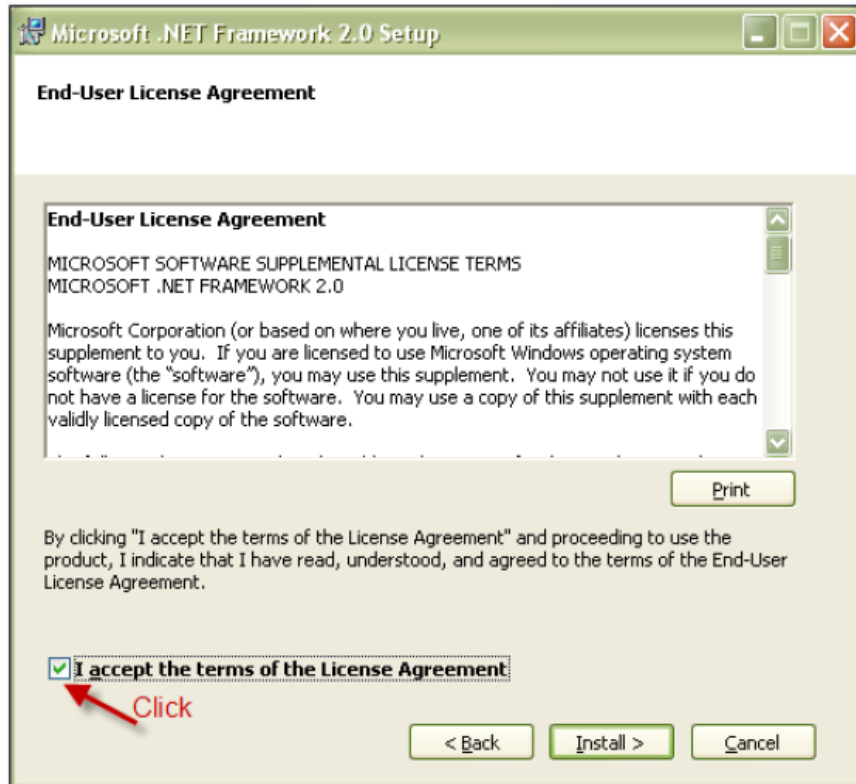 Microsoft .NET Framework 2.0 Setup
End-User License Agreement
End-User License Agreement
MICROSOFT SOFTWARE SUPPLEMENTAL LICENSE TERMS
MICROSOFT .NET FRAMEWORK 2.0
Microsoft Corporation (or based on where you live, one of its affiliates) licenses this
supplement to you.  If you are licensed to use Microsoft Windows operating system
software (the “software”), you may use this supplement.  You may not use it if you do
not have a license for the software.  You may use a copy of this supplement with each
validly licensed copy of the software.
Print
By clicking "I accept the terms of the License Agreement" and proceeding to use the
product, I indicate that I have read, understood, and agreed to the terms of the End-User
License Agreement.
I accept the terms of the License Agreement
Click
< Back
Install >
Cancel